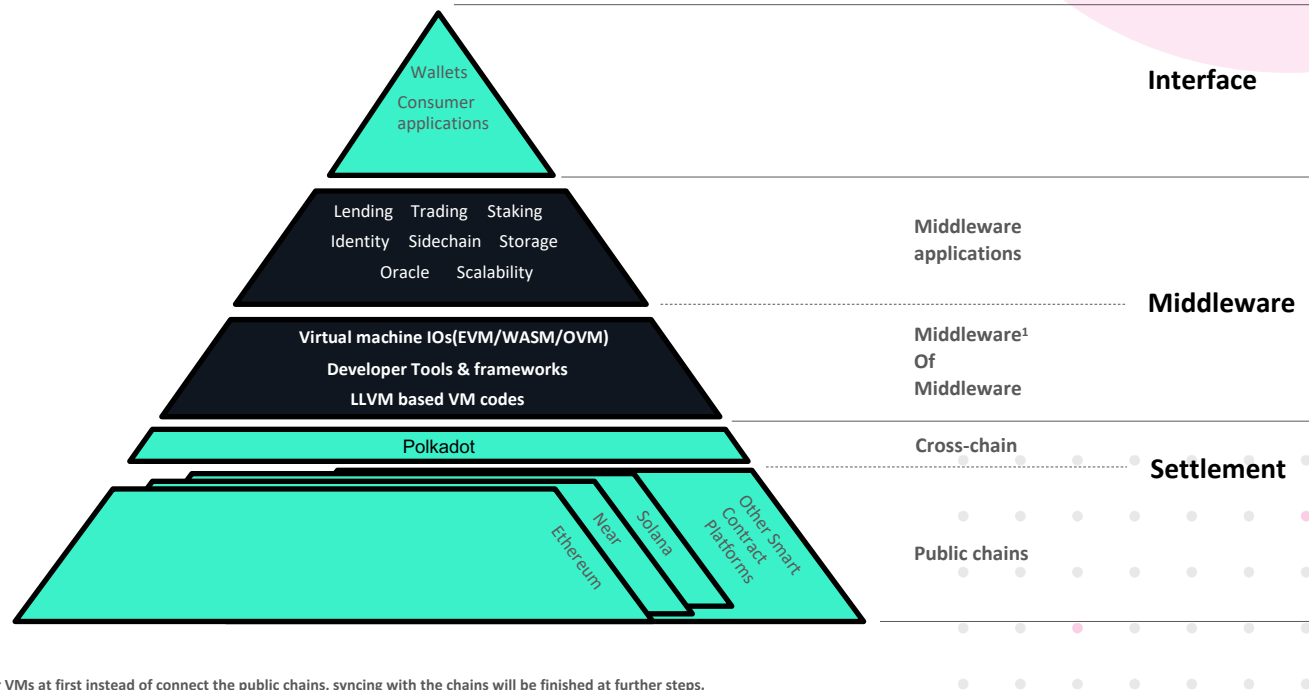 Wallets
Consumer
applications
Interface
Lending Trading Staking
Identity Sidechain Storage
Oracle Scalability
Middleware
applications
Middleware
Virtual machine IOs(EVM/WASM/OVM)
Developer Tools & frameworks
LLVM based VM codes
Middleware¹
Of
Middleware
Polkadot
Cross-chain
Settlement
Ethereum
Near
Solana
Other Smart
Contract
Platforms
Public chains
VMs at first instead of connect the public chains, syncing with the chains will be finished at further steps.